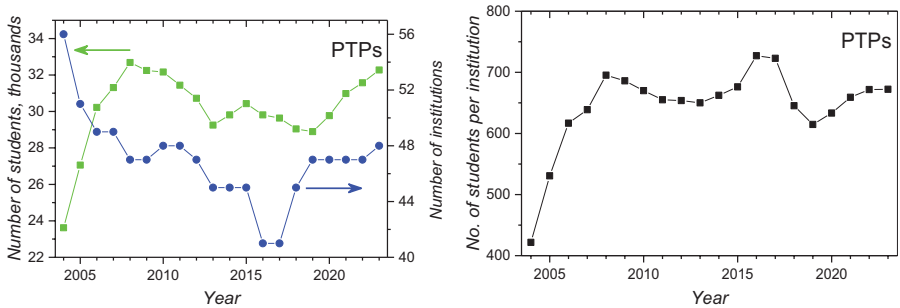 PTPs
Number of students, thousands
34
32
30
28
26
24
22
56
52
48
44
40
Number of institutions
2005 2010 2015 2020
Year
PTPs
No. of students per institution
800
700
600
500
400
2005 2010 2015 2020
Year